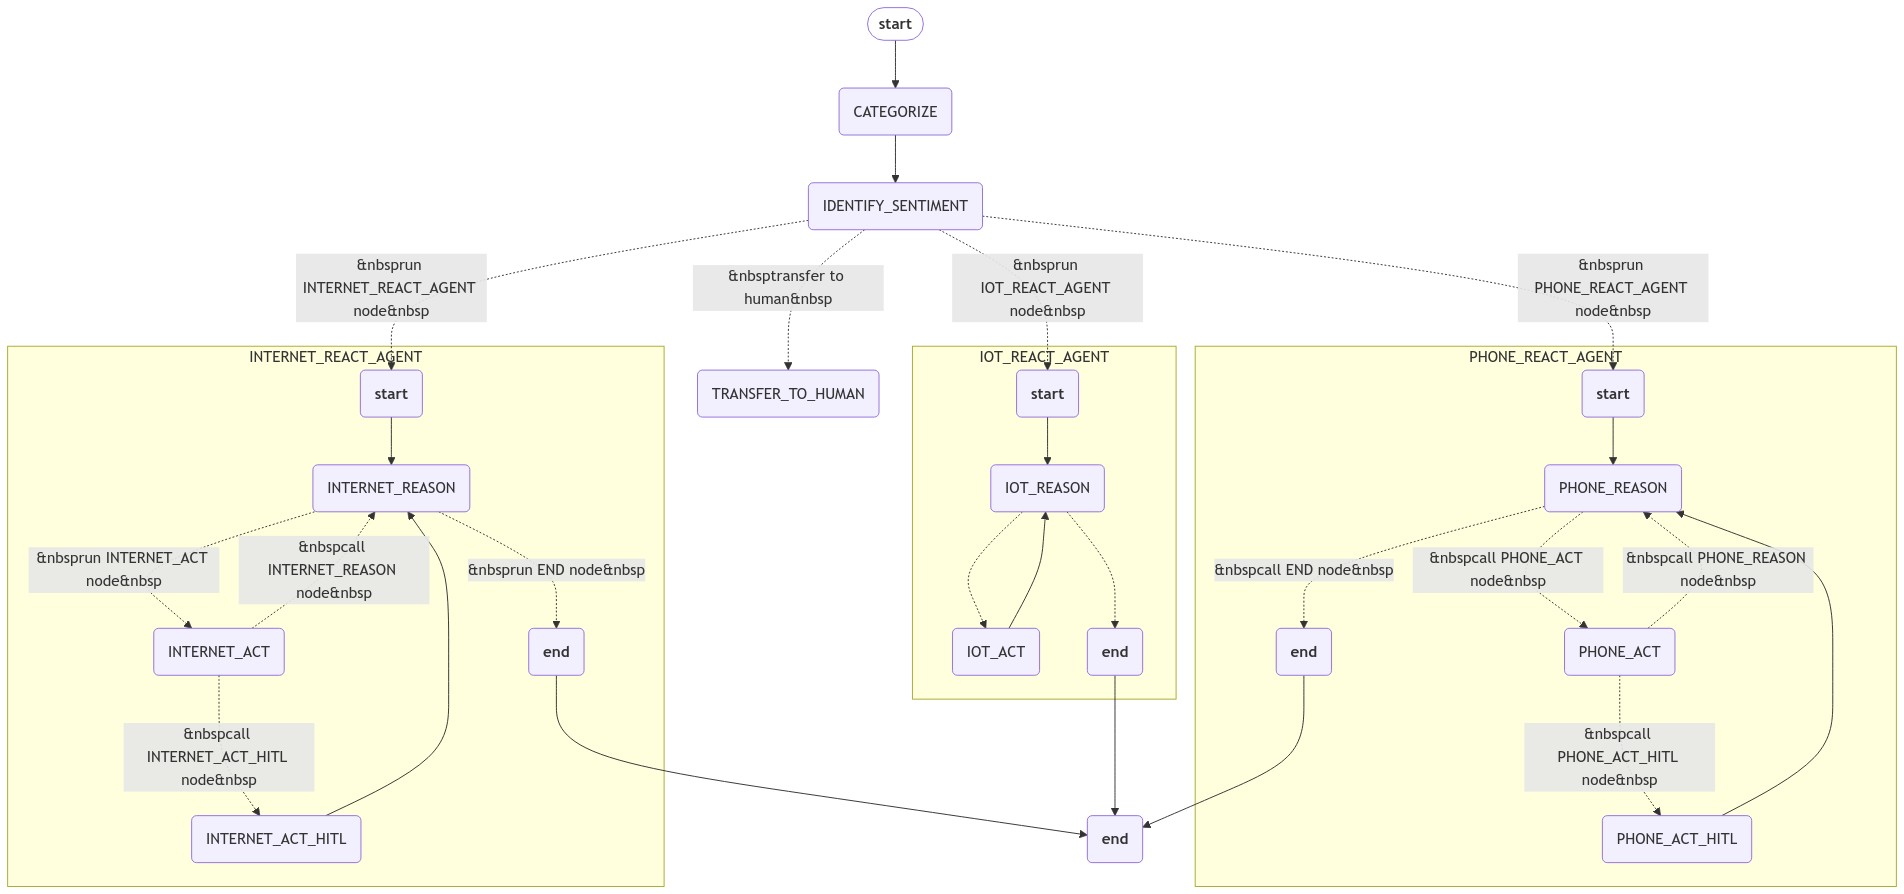 start
CATEGORIZE
IDENTIFY_SENTIMENT
&nbsprun
INTERNET_REACT_AGENT
node&nbsp
&nbsptransfer to
human&nbsp
&nbsprun
IOT_REACT_AGENT
node&nbsp
&nbsprun
PHONE_REACT_AGENT
node&nbsp
INTERNET_REACT_AGENT
start
INTERNET_REASON
&nbsprun INTERNET_ACT
node&nbsp
&nbspcall
INTERNET_REASON
node&nbsp
&nbsprun END node&nbsp
INTERNET_ACT
end
&nbspcall
INTERNET_ACT_HITL
node&nbsp
INTERNET_ACT_HITL
TRANSFER_TO_HUMAN
IOT_REACT_AGENT
start
IOT_REASON
IOT_ACT
end
PHONE_REACT_AGENT
start
PHONE_REASON
&nbspcall END node&nbsp
&nbspcall PHONE_ACT
node&nbsp
&nbspcall PHONE_REASON
node&nbsp
end
PHONE_ACT
&nbspcall
PHONE_ACT_HITL
node&nbsp
PHONE_ACT_HITL
end